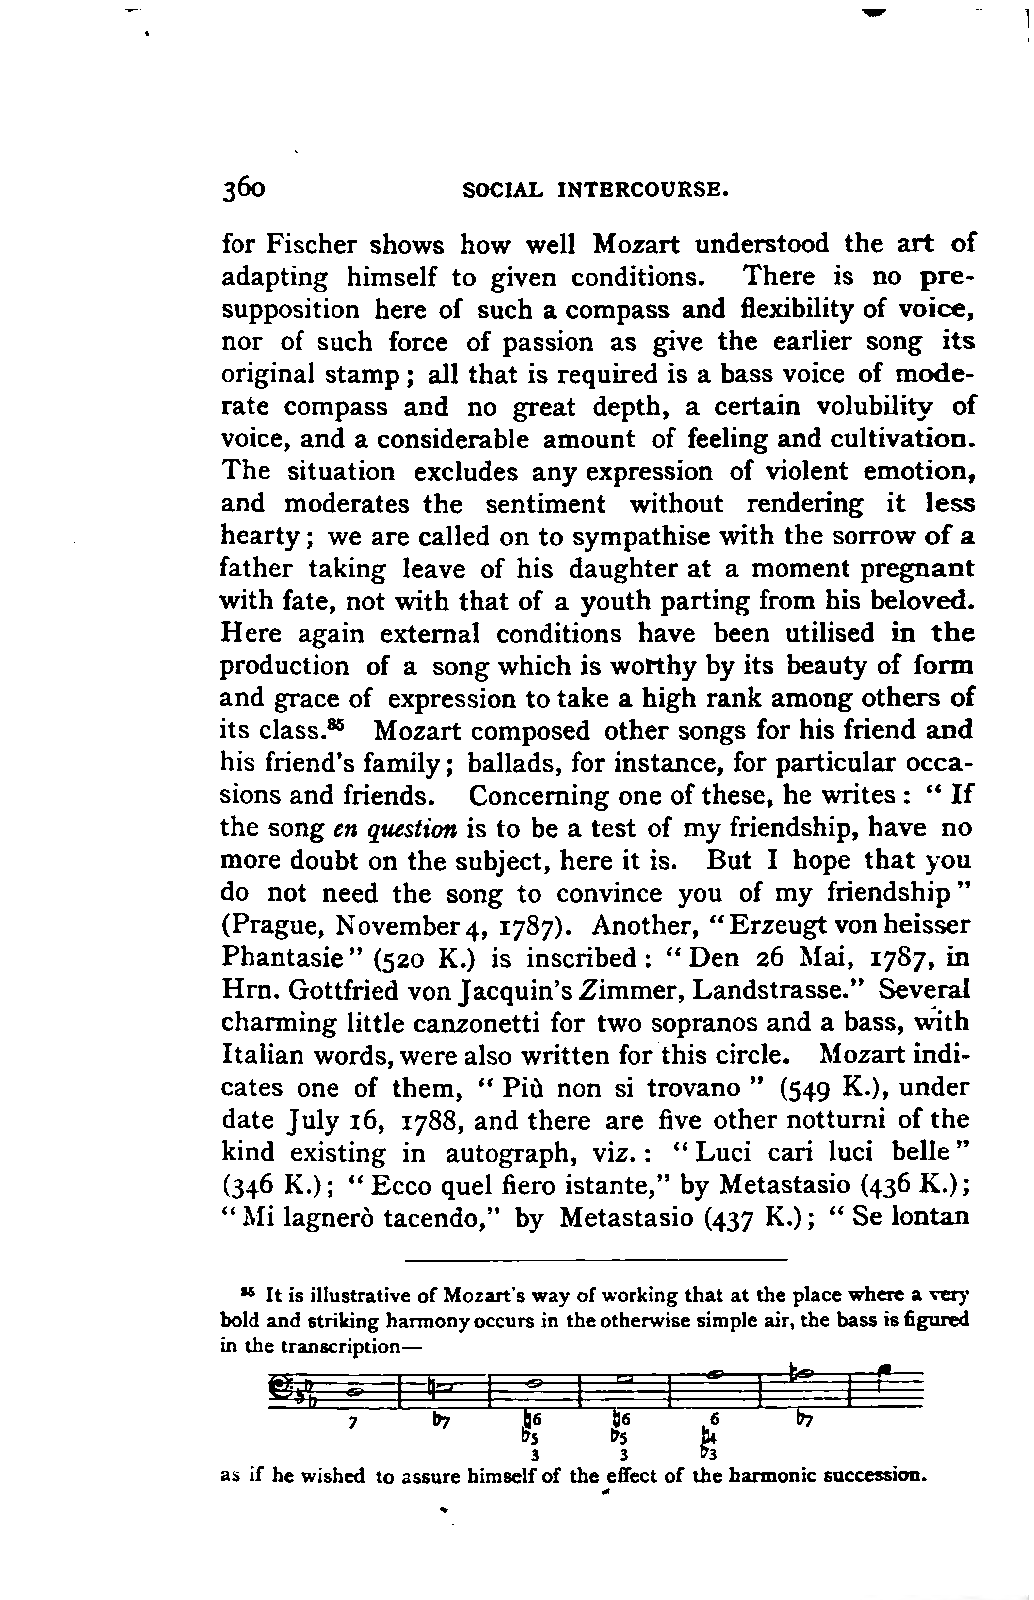 360 SOCIAL INTERCOURSE.
for Fischer shows how well Mozart understood the art of
adapting himself to given conditions. There is no pre-
supposition here of such a compass and flexibility of voice,
nor of such force of passion as give the earlier song its
original stamp; all that is required is a bass voice of mode-
rate compass and no great depth, a certain volubility of
voice, and a considerable amount of feeling and cultivation.
The situation excludes any expression of violent emotion,
and moderates the sentiment without rendering it less
hearty; we are called on to sympathise with the sorrow of a
father taking leave of his daughter at a moment pregnant
with fate, not with that of a youth parting from his beloved.
Here again external conditions have been utilised in the
production of a song which is worthy by its beauty of form
and grace of expression to take a high rank among others of
its class.⁸⁵ Mozart composed other songs for his friend and
his friend's family; ballads, for instance, for particular occa-
sions and friends. Concerning one of these, he writes: "If
the song en question is to be a test of my friendship, have no
more doubt on the subject, here it is. But I hope that you
do not need the song to convince you of my friendship"
(Prague, November 4, 1787). Another, "Erzeugt von heisser
Phantasie" (520 K.) is inscribed: "Den 26 Mai, 1787, in
Hrn. Gottfried von Jacquin's Zimmer, Landstrasse." Several
charming little canzonetti for two sopranos and a bass, with
Italian words, were also written for this circle. Mozart indi-
cates one of them, "Più non si trovano" (549 K.), under
date July 16, 1788, and there are five other notturni of the
kind existing in autograph, viz.: "Luci cari luci belle"
(346 K.); "Ecco quel fiero istante," by Metastasio (436 K.);
"Mi lagnerò tacendo," by Metastasio (437 K.); "Se lontan
⁸⁵ It is illustrative of Mozart's way of working that at the place where a very
bold and striking harmony occurs in the otherwise simple air, the bass is figured
in the transcription—
7 ♭7 ♮6 ♮6 6 ♭7
♭5 ♭5 ♮4
3 3 ♭3
as if he wished to assure himself of the effect of the harmonic succession.